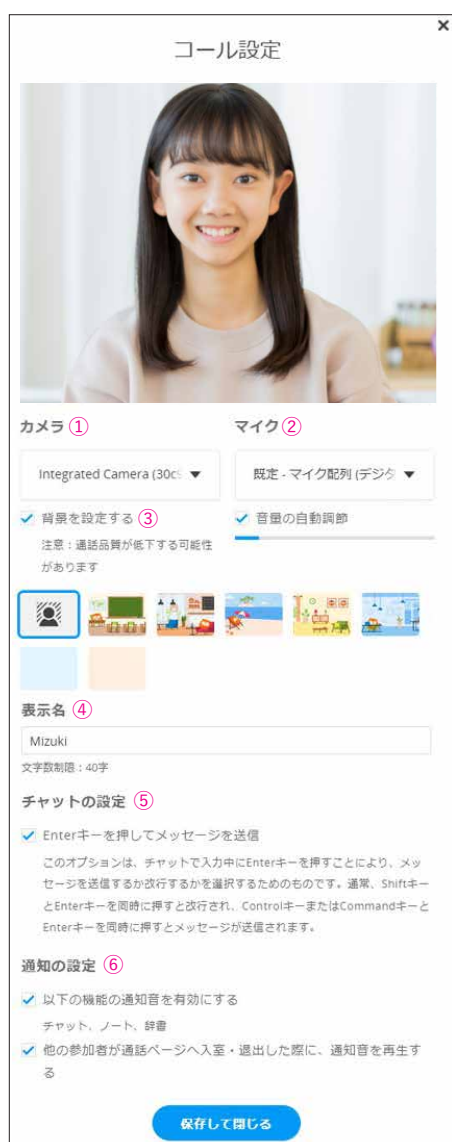 ×
コール設定
カメラ ① マイク ②
Integrated Camera (30c ▼ 既定 - マイク配列 (デジタ ▼
背景を設定する ③ 音量の自動調節
注意：通話品質が低下する可能性
があります
表示名 ④
Mizuki
文字数制限：40字
チャットの設定 ⑤
Enterキーを押してメッセージを送信
このオプションは、チャットで入力中にEnterキーを押すことにより、メッ
セージを送信するか改行するかを選択するためのものです。通常、Shiftキー
とEnterキーを同時に押すと改行され、ControlキーまたはCommandキーと
Enterキーを同時に押すとメッセージが送信されます。
通知の設定 ⑥
以下の機能の通知音を有効にする
チャット、ノート、辞書
他の参加者が通話ページへ入室・退出した際に、通知音を再生す
る
保存して閉じる